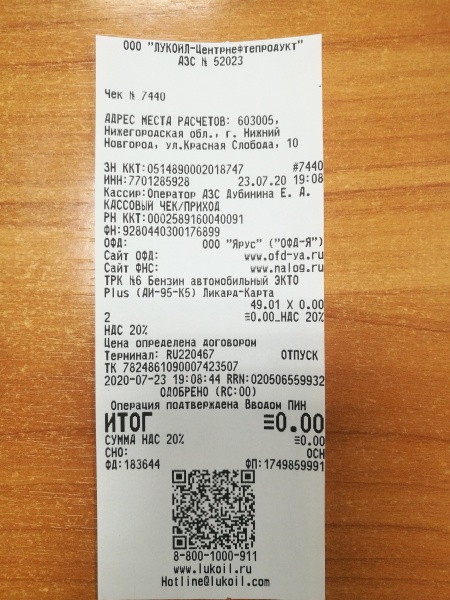 ООО "ЛУКОЙЛ-Центрнефтепродукт"
АЗС № 52023
Чек № 7440
АДРЕС МЕСТА РАСЧЕТОВ: 603005,
Нижегородская обл., г. Нижний
Новгород, ул.Красная Слобода, 10
ЗН ККТ:0514890002018747 #7440
ИНН:7701285928 23.07.20 19:08
Кассир:Оператор АЗС Дубинина Е. А.
КАССОВЫЙ ЧЕК/ПРИХОД
РН ККТ:0002589160040091
ФН:9280440300176899
ОФД: ООО "Ярус" ("ОФД-Я")
Сайт ОФД: www.ofd-ya.ru
Сайт ФНС: www.nalog.ru
ТРК №6 Бензин автомобильный ЭКТО
Plus (АИ-95-К5) Ликард-Карта
49.01 X 0.00
2 ≡0.00_НДС 20%
НДС 20%
Цена определена договором
Терминал: RU220467 ОТПУСК
ТК 7824861090007423507
2020-07-23 19:08:44 RRN:020506559932
ОДОБРЕНО (RC:00)
Операция подтверждена Вводом ПИН
ИТОГ ≡0.00
СУММА НДС 20% ≡0.00
СНО: ОСН
ФД:183644 ФП:1749859991
8-800-1000-911
www.lukoil.ru
Hotline@lukoil.com